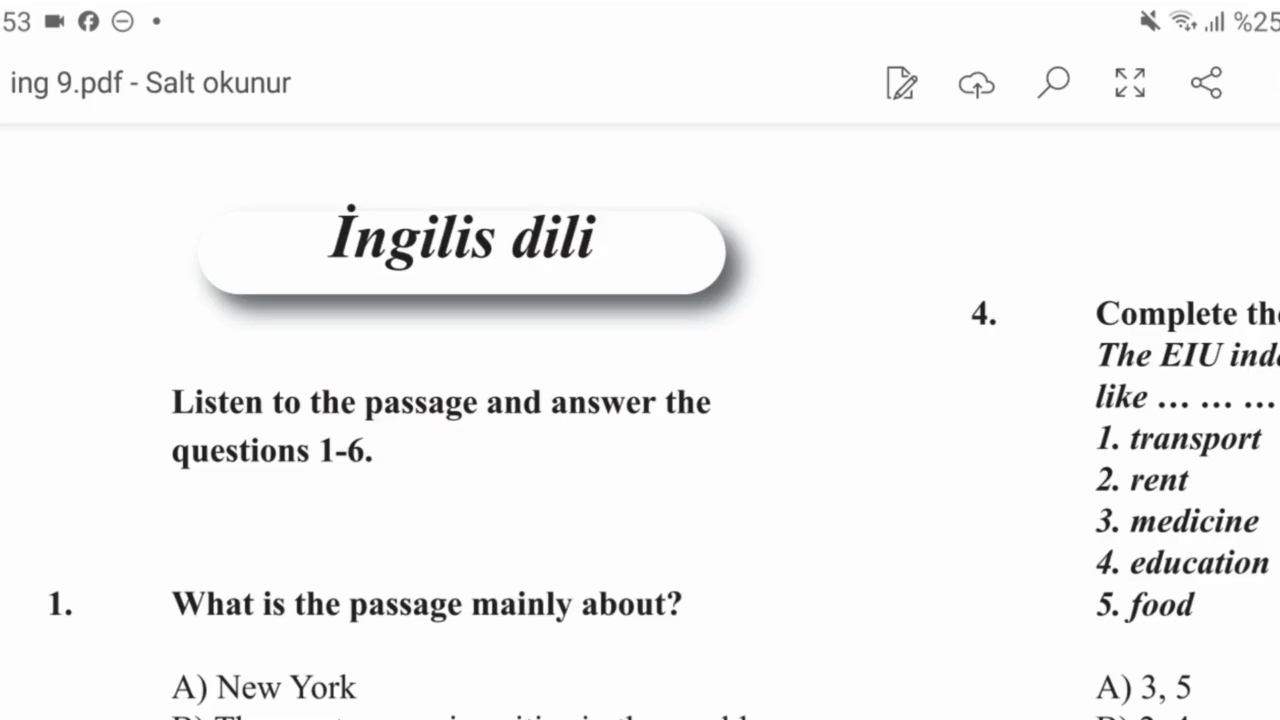 53
%25
ing 9.pdf - Salt okunur
İngilis dili
Listen to the passage and answer the
questions 1-6.
1. What is the passage mainly about?
A) New York
4. Complete
The EIU
like ... ... ...
1. transport
2. rent
3. medicine
4. education
5. food
A) 3, 5